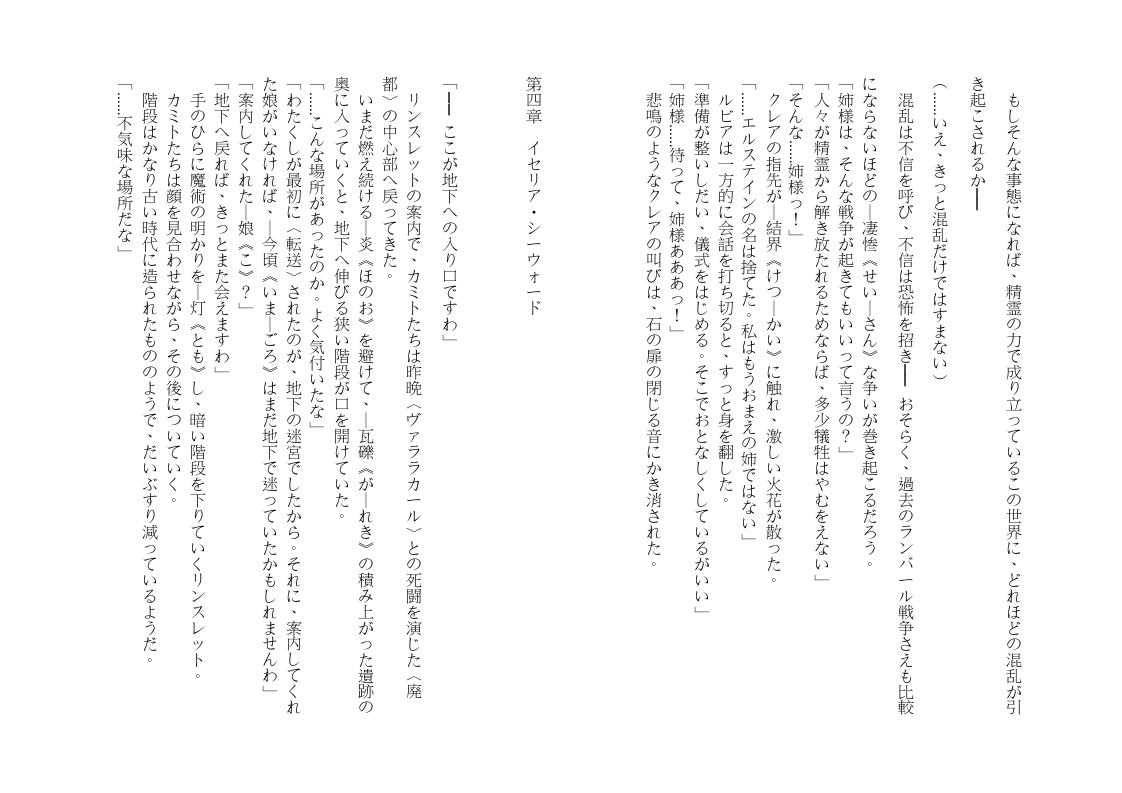 もしそんな事態になれば、精霊の力で成り立っているこの世界に、どれほどの混乱が引
き起こされるか――
（……いえ、きっと混乱だけではすまない）
混乱は不信を呼び、不信は恐怖を招き―― おそらく、過去のランバール戦争さえも比較
にならないほどの―凄惨《せい―さん》な争いが巻き起こるだろう。
「姉様は、そんな戦争が起きてもいいって言うの？」
「人々が精霊から解き放たれるためならば、多少犠牲はやむをえない」
「そんな……姉様っ！」
クレアの指先が―結界《けつ―かい》に触れ、激しい火花が散った。
「……エルステインの名は捨てた。私はもうおまえの姉ではない」
ルビアは一方的に会話を打ち切ると、すっと身を翻した。
「準備が整いしだい、儀式をはじめる。そこでおとなしくしているがいい」
「姉様……待って、姉様あああっ！」
悲鳴のようなクレアの叫びは、石の扉の閉じる音にかき消された。
第四章　イセリア・シーウォード
「―― ここが地下への入り口ですわ」
リンスレットの案内で、カミトたちは昨晩〈ヴァララカール〉との死闘を演じた〈廃
都〉の中心部へ戻ってきた。
いまだ燃え続ける―炎《ほのお》を避けて、―瓦礫《が―れき》の積み上がった遺跡の
奥に入っていくと、地下へ伸びる狭い階段が口を開けていた。
「……こんな場所があったのか。よく気付いたな」
「わたくしが最初に〈転送〉されたのが、地下の迷宮でしたから。それに、案内してくれ
た娘がいなければ、―今頃《いま―ごろ》はまだ地下で迷っていたかもしれませんわ」
「案内してくれた―娘《こ》？」
「地下へ戻れば、きっとまた会えますわ」
手のひらに魔術の明かりを―灯《とも》し、暗い階段を下りていくリンスレット。
カミトたちは顔を見合わせながら、その後についていく。
階段はかなり古い時代に造られたもののようで、だいぶすり減っているようだ。
「……不気味な場所だな」